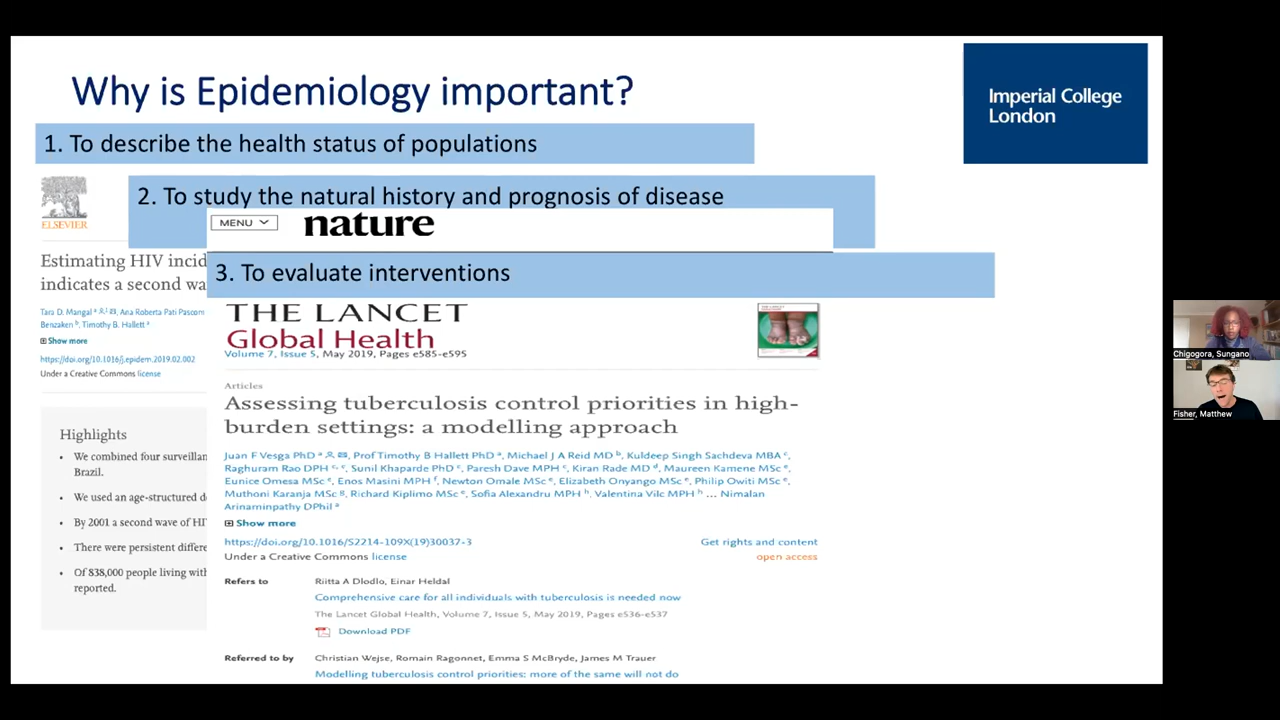 Why is Epidemiology important?
Imperial College
London
1. To describe the health status of populations
2. To study the natural history and prognosis of disease
ELSEVIER
MENU
nature
Estimating HIV incid
indicates a second wa
3. To evaluate interventions
Tara D. Mangal
Ana Roberta Pati Pascom
Benzaken b, Timothy B. Hallett a
Show more
https://doi.org/10.1016/j.epidem.2019.02.002
Under a Creative Commons license
Highlights
• We combined four surveillan
Brazil.
• We used an age-structured d
• By 2001 a second wave of HI
• There were persistent differe
• Of 838,000 people living with
reported.
THE LANCET
Global Health
Volume 7, Issue 5, May 2019, Pages e585-e595
Articles
Assessing tuberculosis control priorities in high-
burden settings: a modelling approach
Juan F Vesga PhD a, Prof Timothy B Hallett PhD a, Michael J A Reid MD b, Kuldeep Singh Sachdeva MBA c,
Raghuram Rao DPH c, Sunil Khaparde PhD c, Paresh Dave MPH c, Kiran Rade MD d, Maureen Kamene MSc e,
Eunice Omesa MSc e, Enos Masini MPH f, Newton Omale MSc e, Elizabeth Onyango MSc e, Philip Owiti MSc e,
Muthoni Karanja MSc g, Richard Kiplimo MSc e, Sofia Alexandru MPH h, Valentina Vilc MPH h ... Nimalan
Arinaminpathy DPhil a
Show more
https://doi.org/10.1016/S2214-109X(19)30037-3
Get rights and content
Under a Creative Commons license
open access
Refers to
Riitta A Dlodlo, Einar Heldal
Comprehensive care for all individuals with tuberculosis is needed now
The Lancet Global Health, Volume 7, Issue 5, May 2019, Pages e536-e537
Download PDF
Referred to by
Christian Wejse, Romain Ragonnet, Emma S McBryde, James M Trauer
Modelling tuberculosis control priorities: more of the same will not do
Chigogora, Sungano
Fisher, Matthew